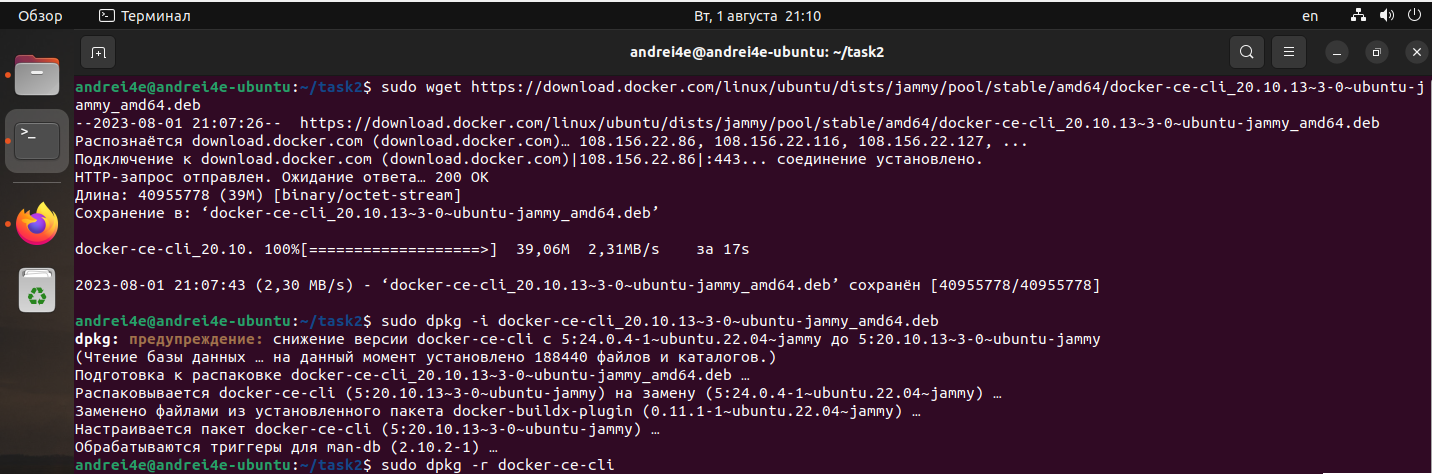 Обзор
Терминал
Вт, 1 августа 21:10
en
andrei4e@andrei4e-ubuntu: ~/task2
andrei4e@andrei4e-ubuntu:~/task2$ sudo wget https://download.docker.com/linux/ubuntu/dists/jammy/pool/stable/amd64/docker-ce-cli_20.10.13~3-0~ubuntu-j
ammy_amd64.deb
--2023-08-01 21:07:26--  https://download.docker.com/linux/ubuntu/dists/jammy/pool/stable/amd64/docker-ce-cli_20.10.13~3-0~ubuntu-jammy_amd64.deb
Распознаётся download.docker.com (download.docker.com)… 108.156.22.86, 108.156.22.116, 108.156.22.127, ...
Подключение к download.docker.com (download.docker.com)|108.156.22.86|:443... соединение установлено.
HTTP-запрос отправлен. Ожидание ответа… 200 OK
Длина: 40955778 (39M) [binary/octet-stream]
Сохранение в: ‘docker-ce-cli_20.10.13~3-0~ubuntu-jammy_amd64.deb’
docker-ce-cli_20.10. 100%[===================>]  39,06M  2,31MB/s    за 17s
2023-08-01 21:07:43 (2,30 MB/s) - ‘docker-ce-cli_20.10.13~3-0~ubuntu-jammy_amd64.deb’ сохранён [40955778/40955778]
andrei4e@andrei4e-ubuntu:~/task2$ sudo dpkg -i docker-ce-cli_20.10.13~3-0~ubuntu-jammy_amd64.deb
dpkg: предупреждение: снижение версии docker-ce-cli с 5:24.0.4-1~ubuntu.22.04~jammy до 5:20.10.13~3-0~ubuntu-jammy
(Чтение базы данных … на данный момент установлено 188440 файлов и каталогов.)
Подготовка к распаковке docker-ce-cli_20.10.13~3-0~ubuntu-jammy_amd64.deb …
Распаковывается docker-ce-cli (5:20.10.13~3-0~ubuntu-jammy) на замену (5:24.0.4-1~ubuntu.22.04~jammy) …
Заменено файлами из установленного пакета docker-buildx-plugin (0.11.1-1~ubuntu.22.04~jammy) …
Настраивается пакет docker-ce-cli (5:20.10.13~3-0~ubuntu-jammy) …
Обрабатываются триггеры для man-db (2.10.2-1) …
andrei4e@andrei4e-ubuntu:~/task2$ sudo dpkg -r docker-ce-cli